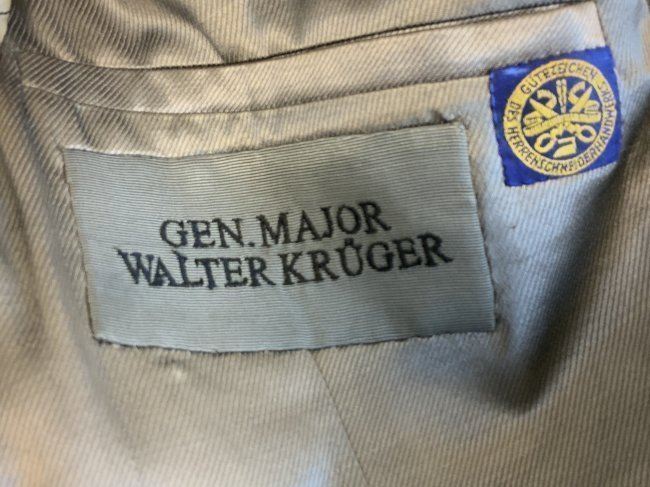 GÜTEZEICHEN
DES HERRENSCHNEIDERHANDWERKS
GEN. MAJOR
WALTER KRÜGER